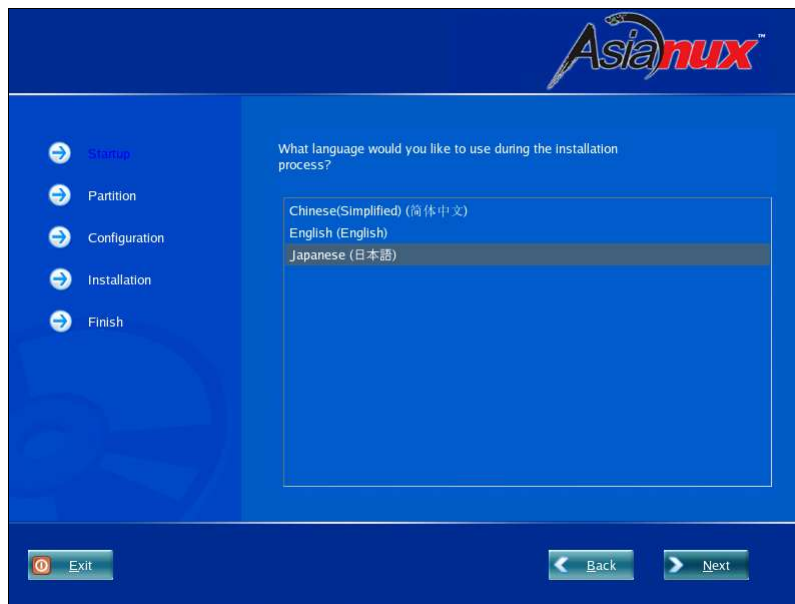 Asianux™
Startup
Partition
Configuration
Installation
Finish
What language would you like to use during the installation
process?
Chinese(Simplified) (简体中文)
English (English)
Japanese (日本語)
Exit
Back
Next